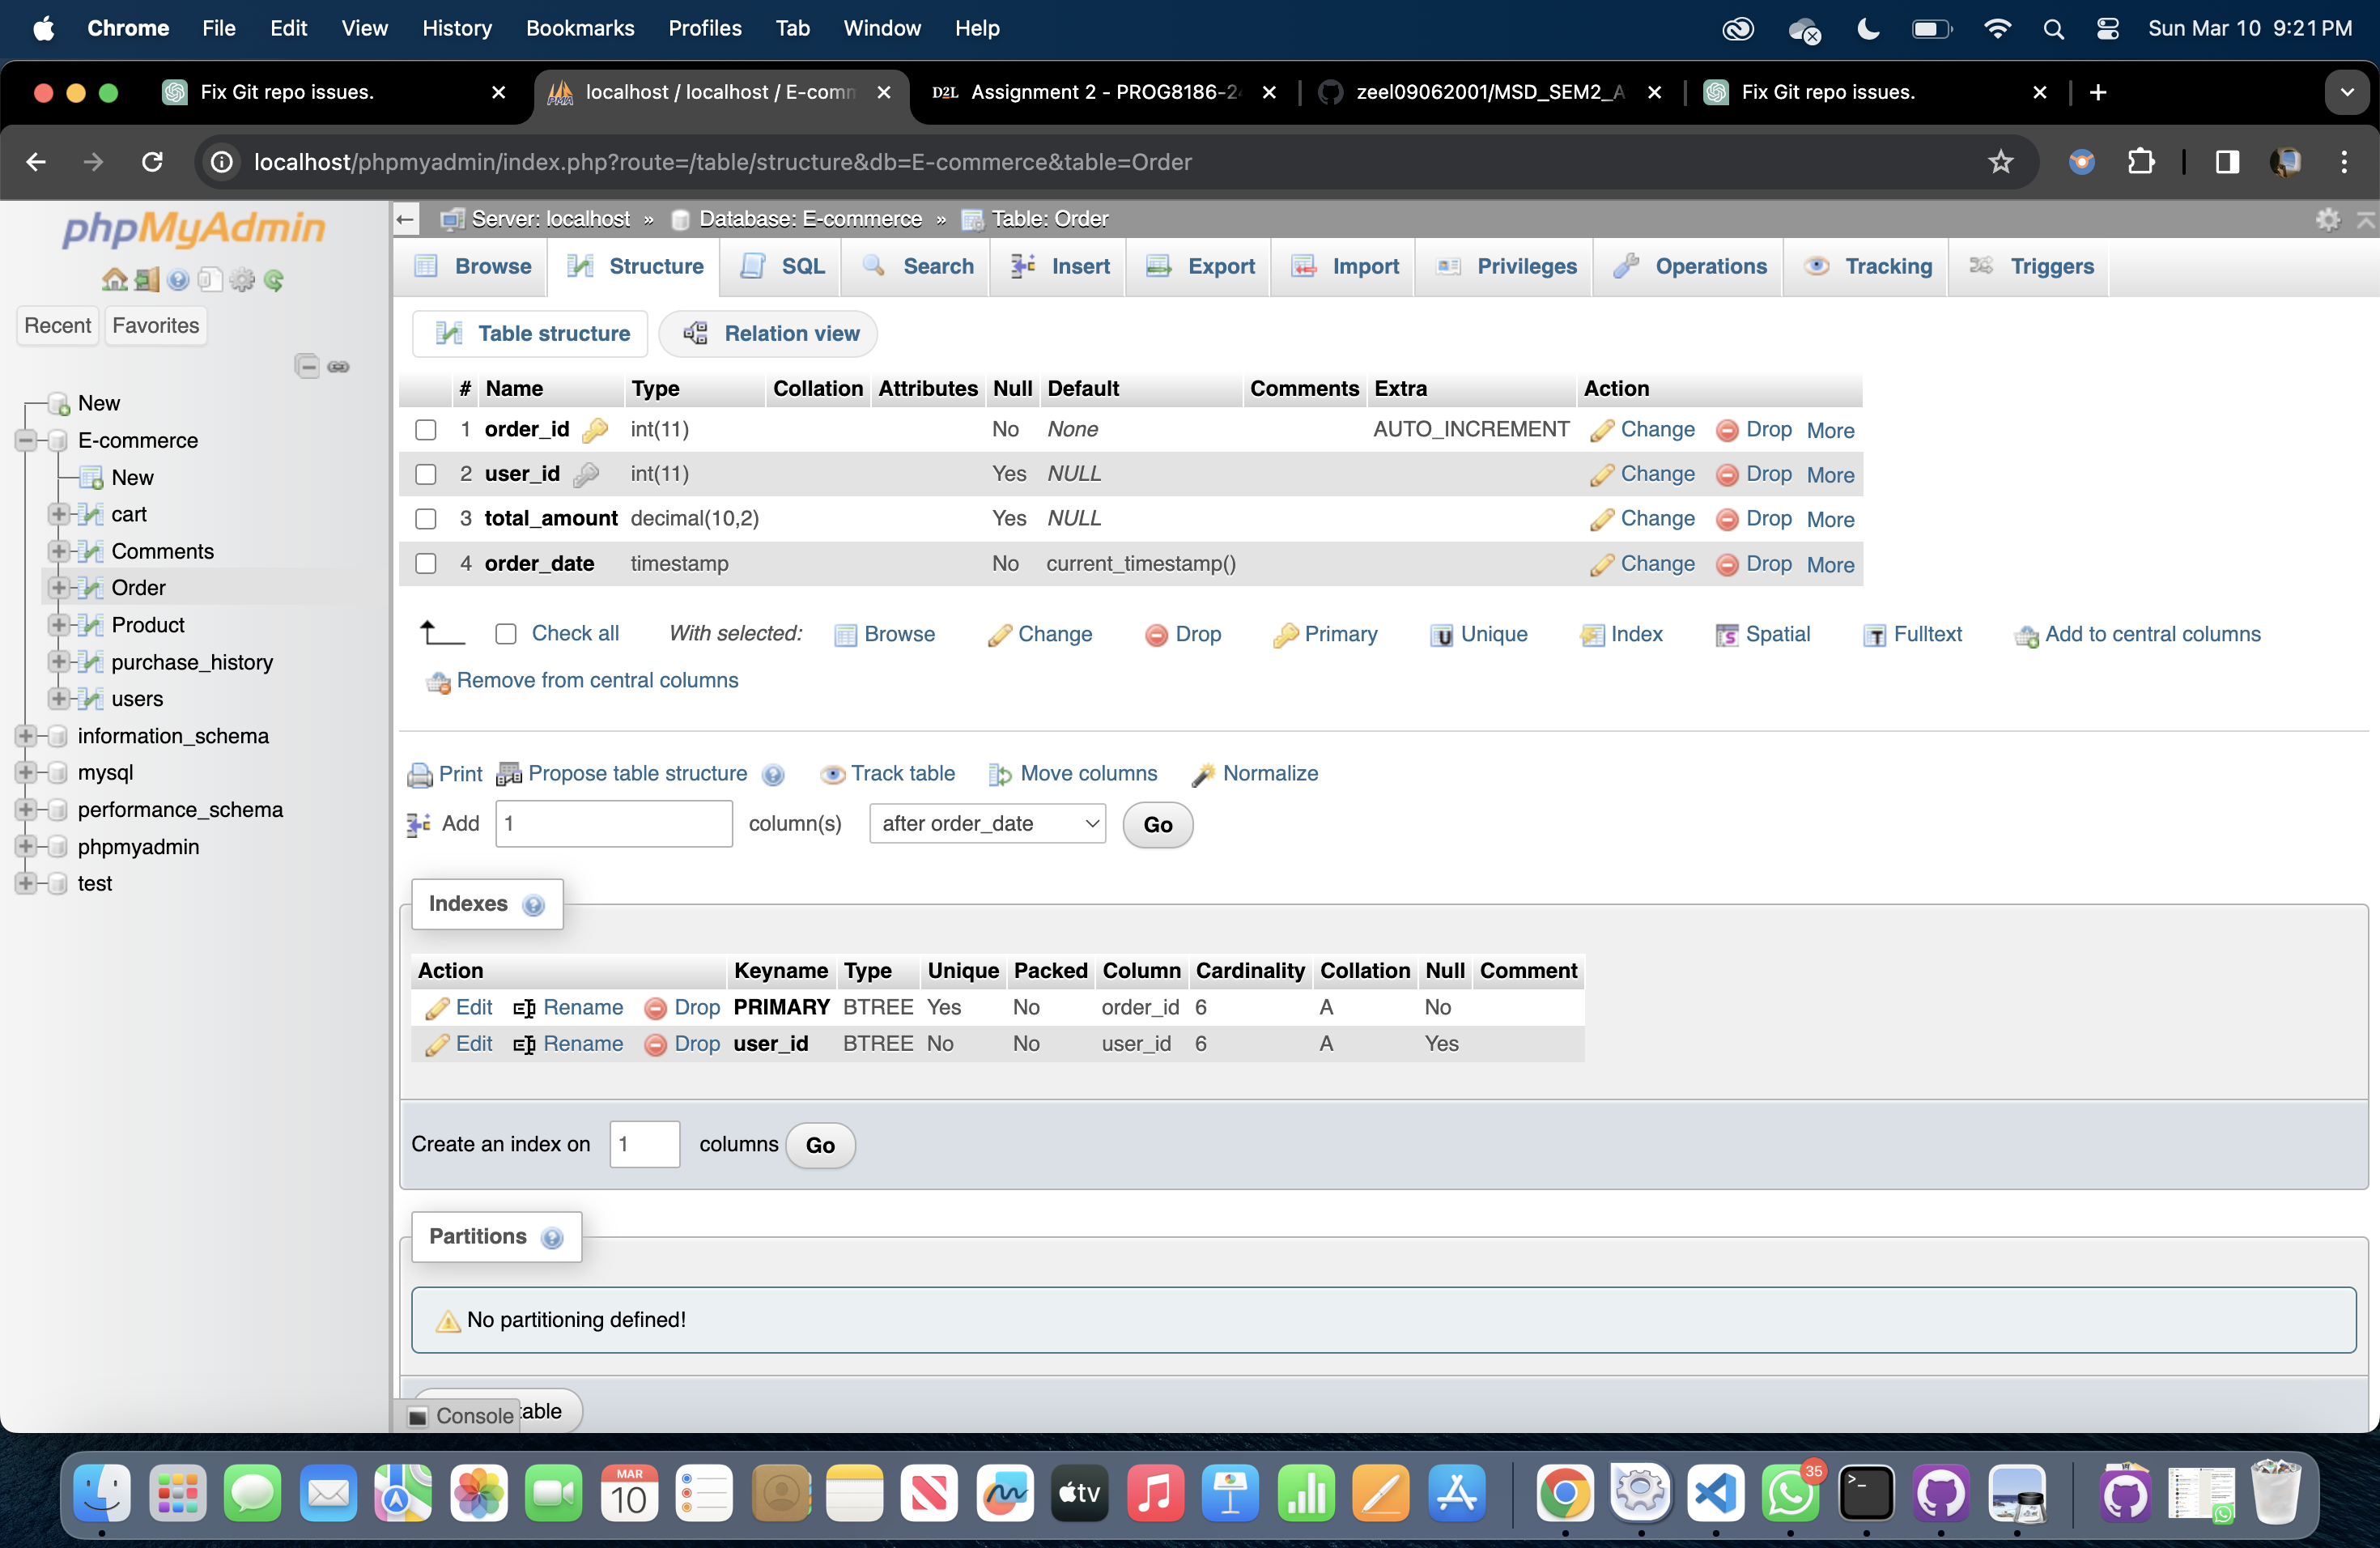 Chrome File Edit View History Bookmarks Profiles Tab Window Help Sun Mar 10 9:21 PM
Fix Git repo issues. localhost / localhost / E-comm D2L Assignment 2 - PROG8186-24 zeel09062001/MSD_SEM2_A Fix Git repo issues.
localhost/phpmyadmin/index.php?route=/table/structure&db=E-commerce&table=Order
phpMyAdmin
Recent Favorites
New
E-commerce
New
cart
Comments
Order
Product
purchase_history
users
information_schema
mysql
performance_schema
phpmyadmin
test
Server: localhost » Database: E-commerce » Table: Order
Browse Structure SQL Search Insert Export Import Privileges Operations Tracking Triggers
Table structure Relation view
# Name Type Collation Attributes Null Default Comments Extra Action
1 order_id int(11) No None AUTO_INCREMENT Change Drop More
2 user_id int(11) Yes NULL Change Drop More
3 total_amount decimal(10,2) Yes NULL Change Drop More
4 order_date timestamp No current_timestamp() Change Drop More
Check all With selected: Browse Change Drop Primary Unique Index Spatial Fulltext Add to central columns
Remove from central columns
Print Propose table structure Track table Move columns Normalize
Add 1 column(s) after order_date Go
Indexes
Action Keyname Type Unique Packed Column Cardinality Collation Null Comment
Edit Rename Drop PRIMARY BTREE Yes No order_id 6 A No
Edit Rename Drop user_id BTREE No No user_id 6 A Yes
Create an index on 1 columns Go
Partitions
No partitioning defined!
Console table
MAR
10
tv
35